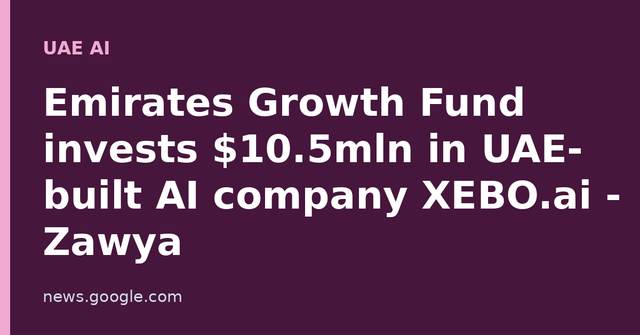 UAE AI
Emirates Growth Fund
invests $10.5mln in UAE-
built AI company XEBO.ai -
Zawya
news.google.com